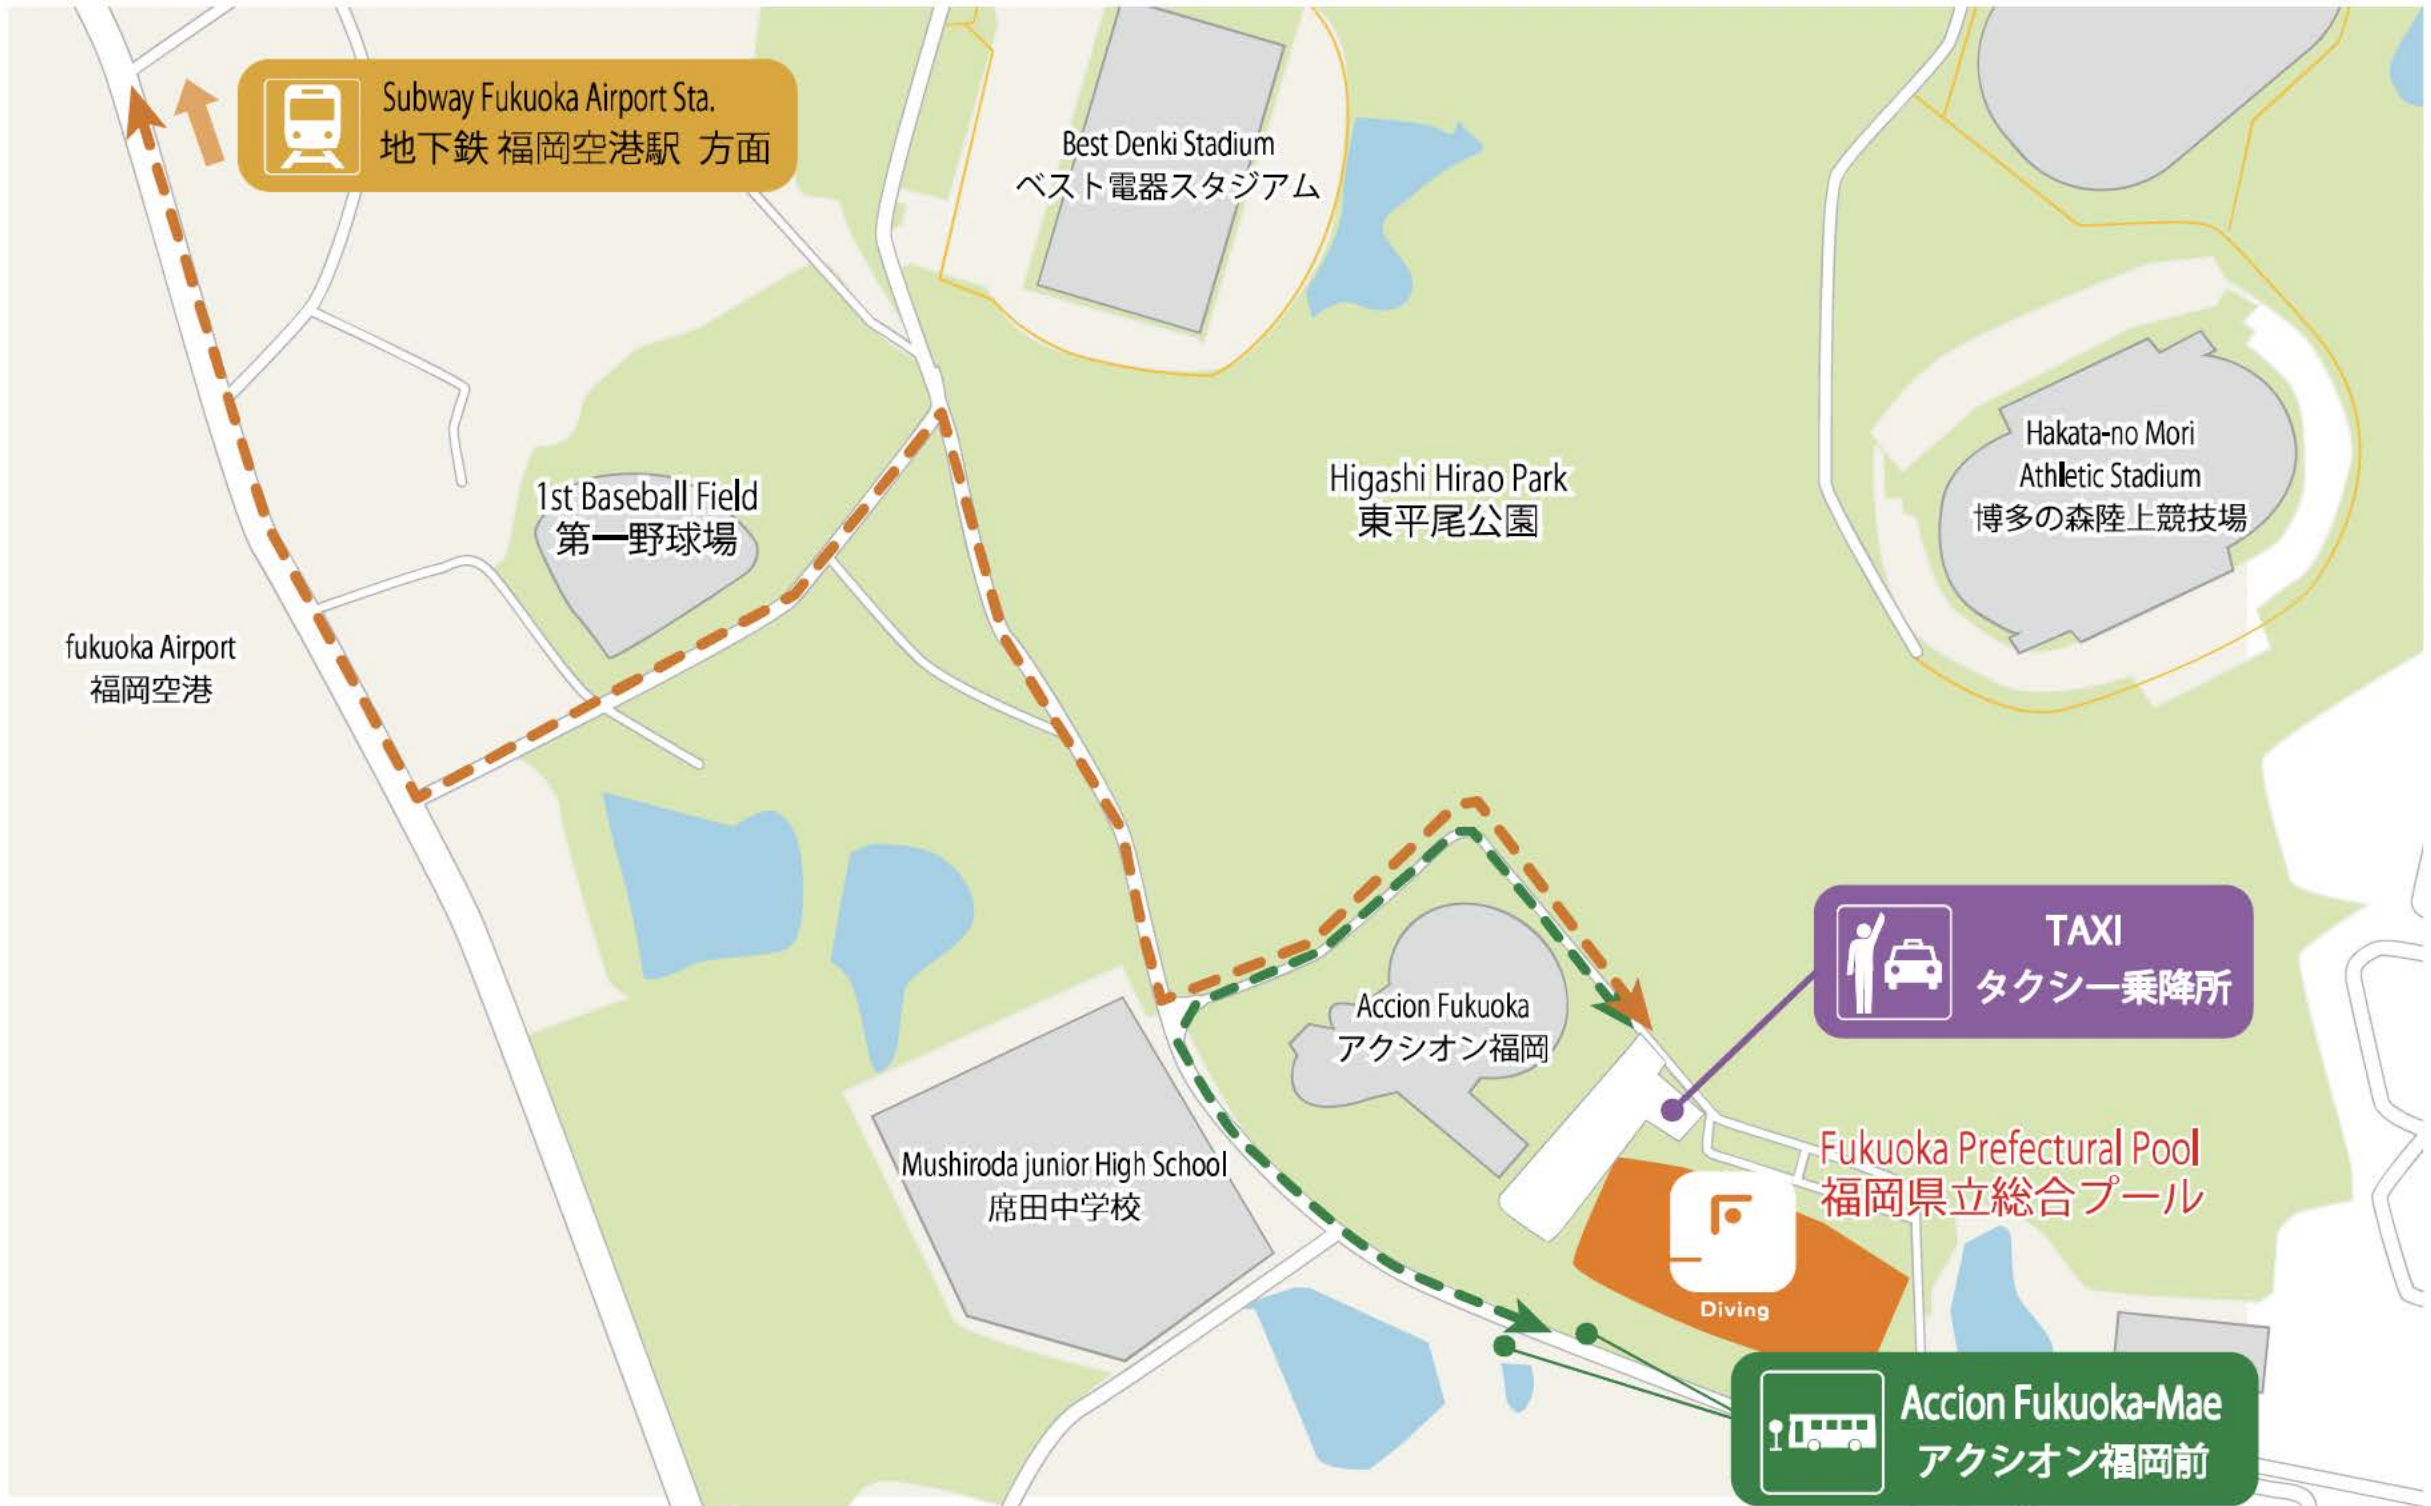 Subway Fukuoka Airport Sta.
地下鉄 福岡空港駅 方面
Best Denki Stadium
ベスト電器スタジアム
Hakata-no Mori
Athletic Stadium
博多の森陸上競技場
1st Baseball Field
第一野球場
Higashi Hirao Park
東平尾公園
fukuoka Airport
福岡空港
TAXI
タクシー乗降所
Accion Fukuoka
アクシオン福岡
Mushiroda junior High School
席田中学校
Fukuoka Prefectural Pool
福岡県立総合プール
Diving
Accion Fukuoka-Mae
アクシオン福岡前